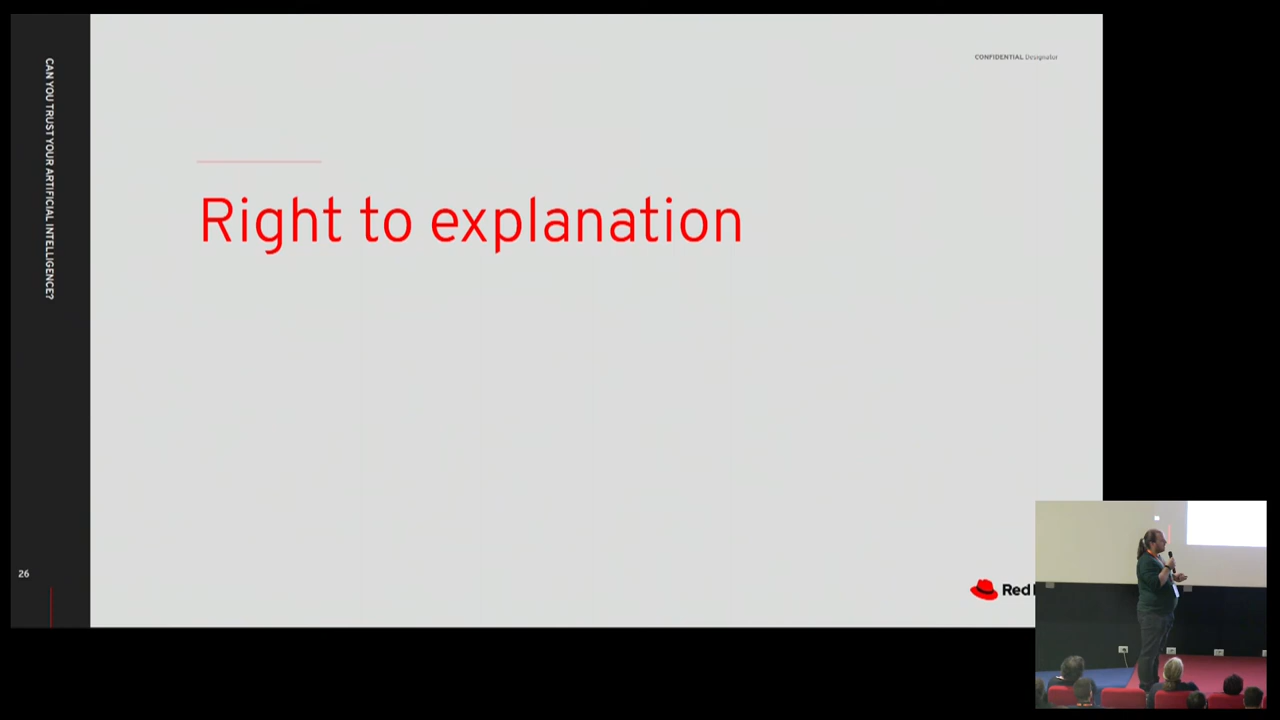 CAN YOU TRUST YOUR ARTIFICIAL INTELLIGENCE?
CONFIDENTIAL Designator
Right to explanation
26
Red